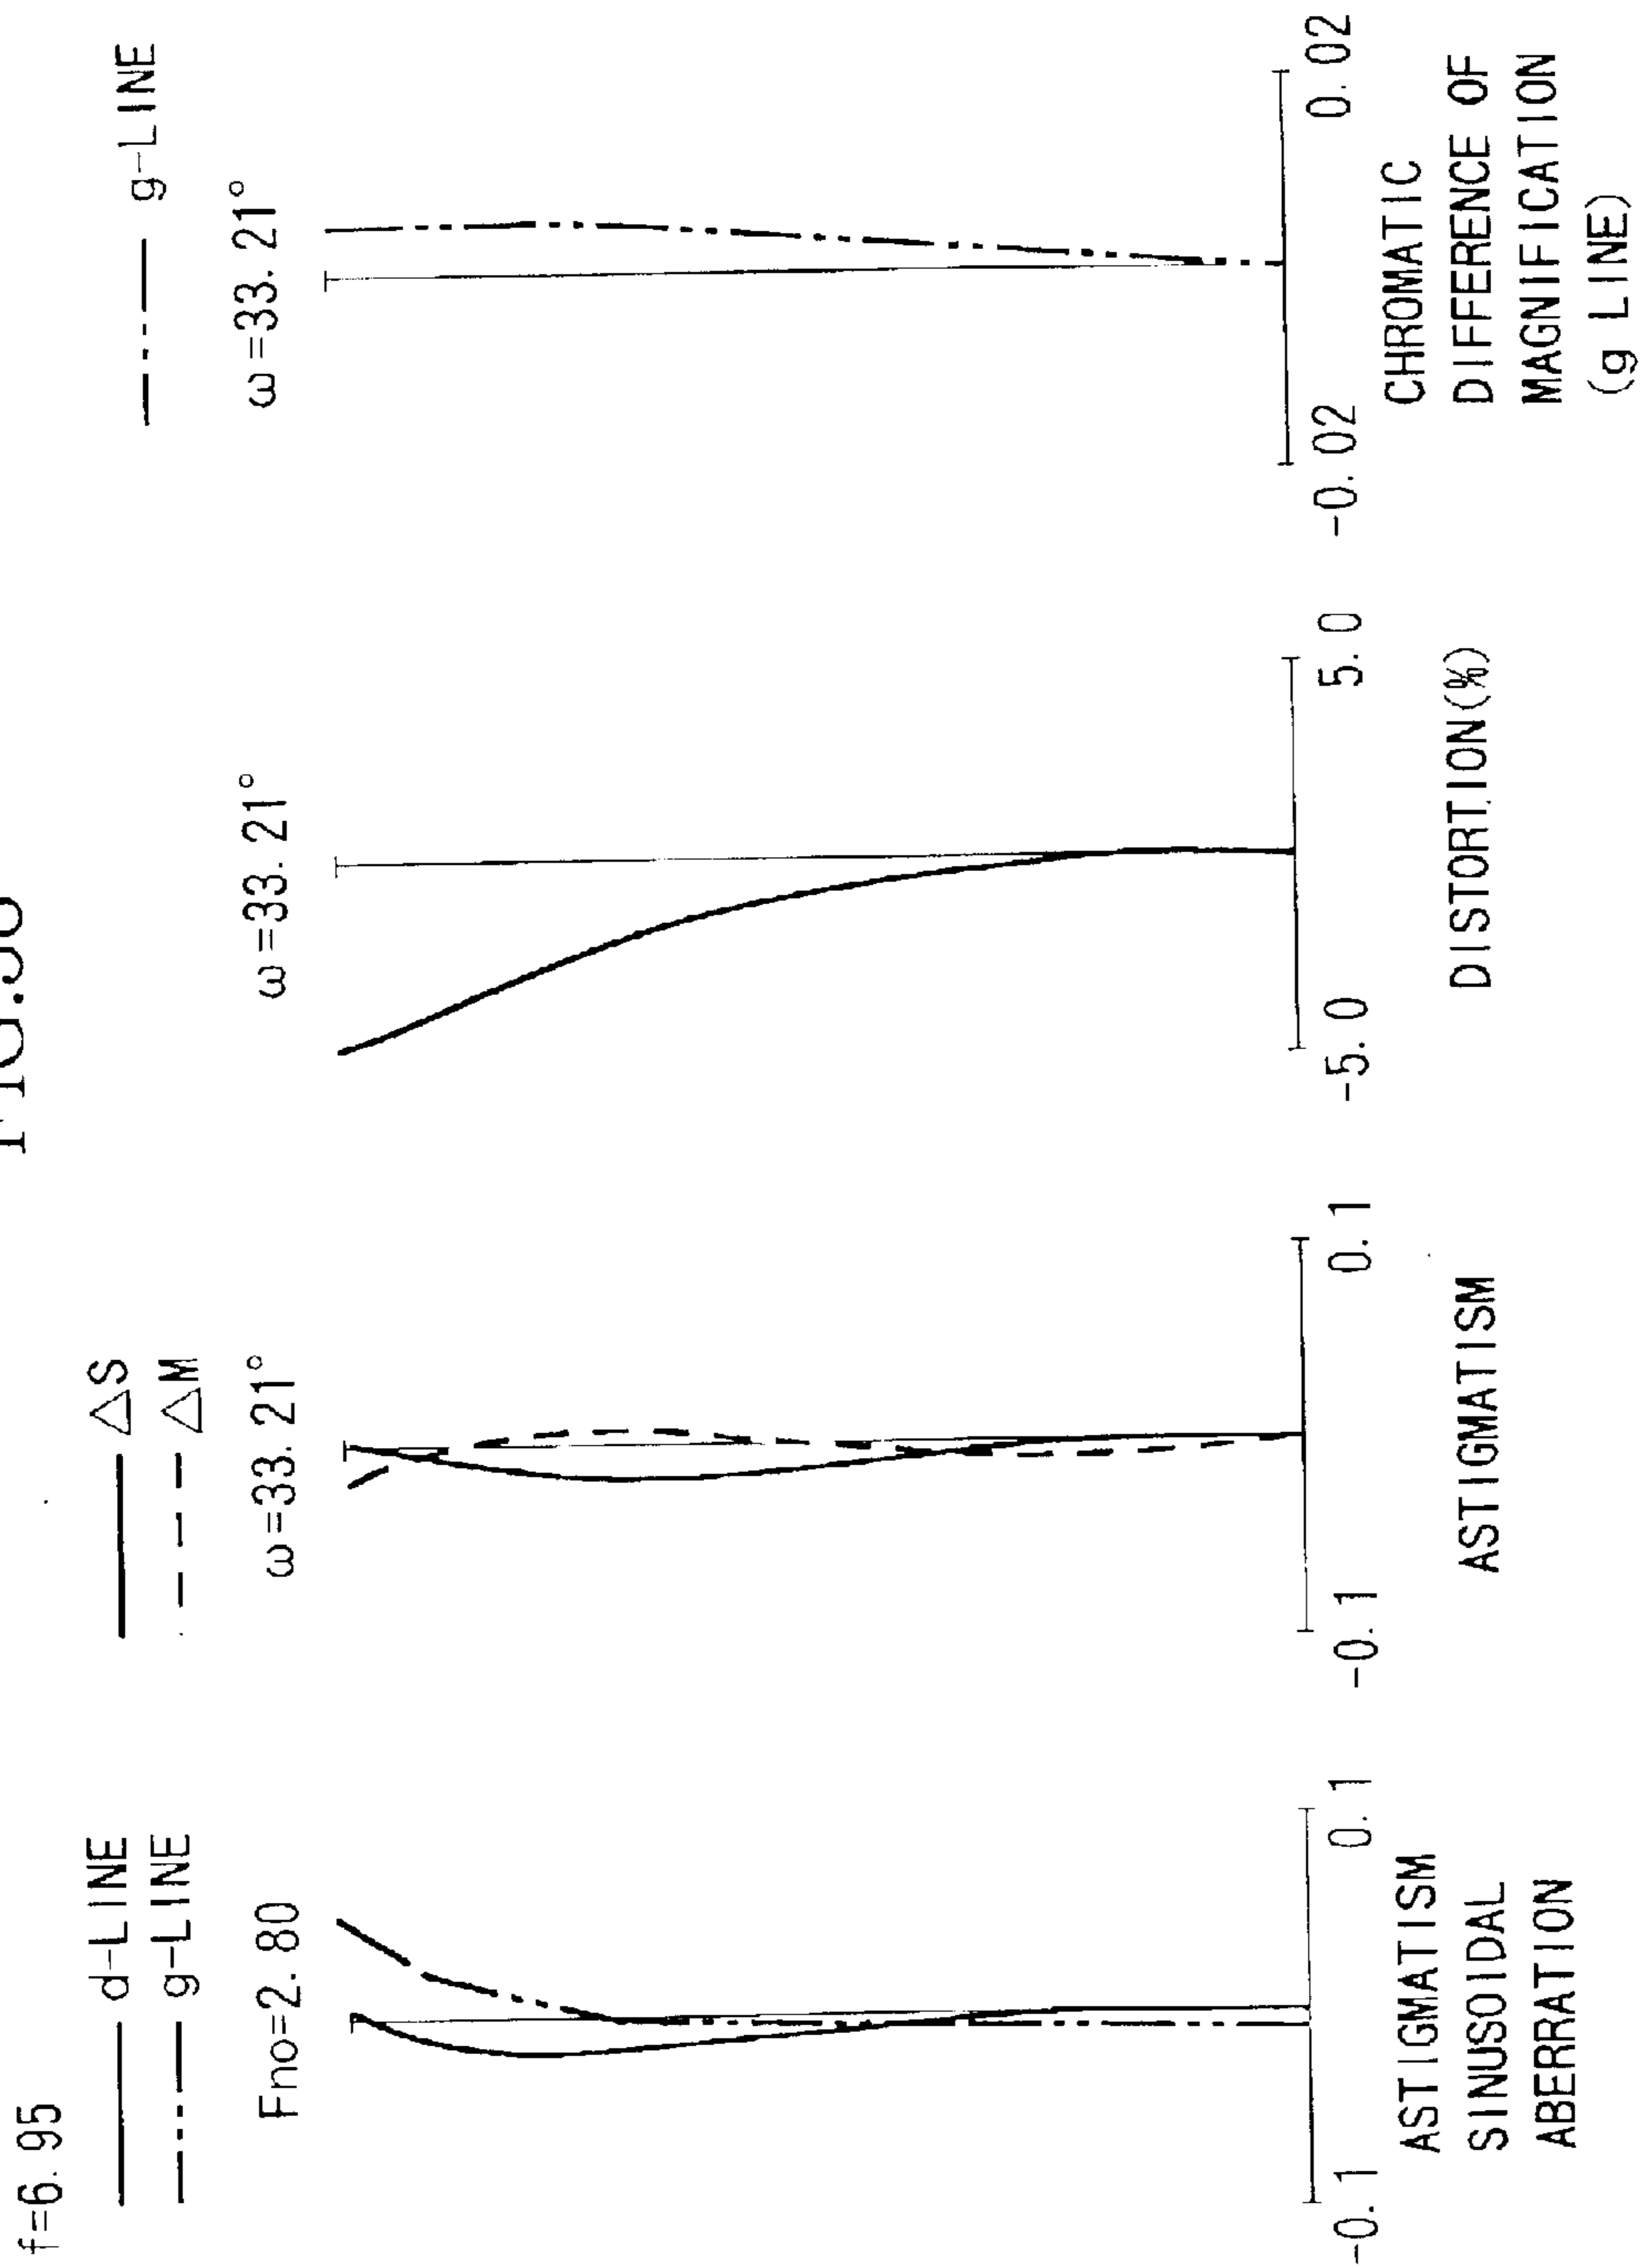 f=6.95
d-LINE
g-LINE
Fno=2.80
-0.1
0.1
ASTIGMATISM
SINUSOIDAL
ABERRATION
△S
△M
ω=33.21°
-0.1
0.1
ASTIGMATISM
ω=33.21°
-5.0
5.0
DISTORTION(%)
g-LINE
ω=33.21°
-0.02
0.02
CHROMATIC
DIFFERENCE OF
MAGNIFICATION
(g LINE)